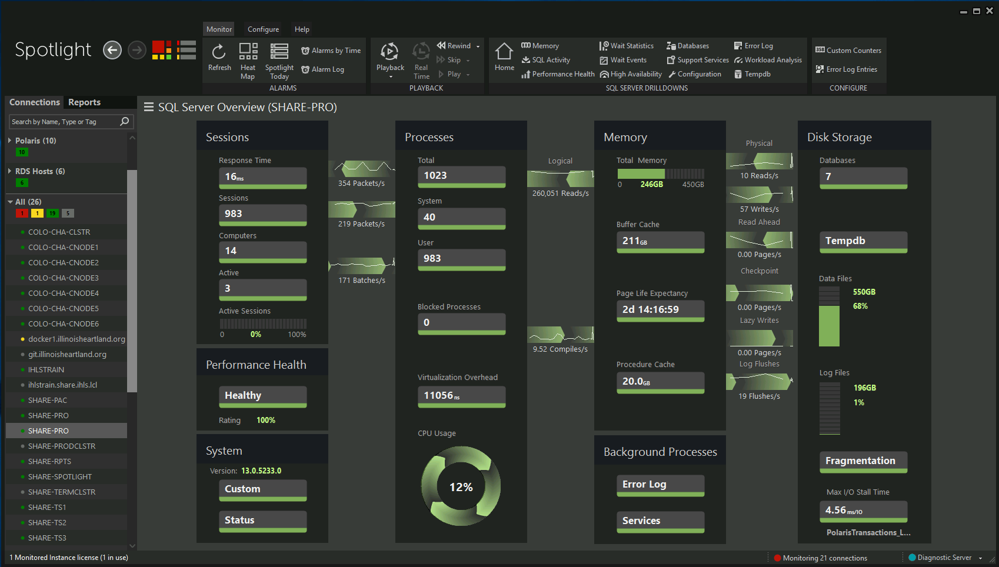 Monitor
Configure
Help
Spotlight
Refresh
Heat Map
Spotlight Today
Alarms by Time
Alarm Log
ALARMS
Playback
Real Time
Rewind
Skip
Play
PLAYBACK
Home
Memory
SQL Activity
Performance Health
Wait Statistics
Wait Events
High Availability
Databases
Support Services
Configuration
Error Log
Workload Analysis
Tempdb
SQL SERVER DRILLDOWNS
358
Custom Counters
Error Log Entries
CONFIGURE
Connections
Reports
Search by Name, Type or Tag
Polaris (10)
10
RDS Hosts (6)
6
All (26)
1 1 19 5
COLO-CHA-CLSTR
COLO-CHA-CNODE1
COLO-CHA-CNODE2
COLO-CHA-CNODE3
COLO-CHA-CNODE4
COLO-CHA-CNODE5
COLO-CHA-CNODE6
docker1.illinoisheartland.org
git.illinoisheartland.org
IHLSTRAIN
ihlstrain.share.ihls.lcl
SHARE-PAC
SHARE-PRO
SHARE-PRO
SHARE-PRODCLSTR
SHARE-RPTS
SHARE-SPOTLIGHT
SHARE-TERMCLSTR
SHARE-TS1
SHARE-TS2
SHARE-TS3
SQL Server Overview (SHARE-PRO)
Sessions
Response Time
16ms
Sessions
983
Computers
14
Active
3
Active Sessions
0 0% 100%
Performance Health
Healthy
Rating 100%
System
Version: 13.0.5233.0
Custom
Status
354 Packets/s
219 Packets/s
171 Batches/s
Processes
Total
1023
System
40
User
983
Blocked Processes
0
Virtualization Overhead
11056 ns
CPU Usage
12%
Logical
260,051 Reads/s
9.52 Compiles/s
Memory
Total Memory
0 246GB 450GB
Buffer Cache
211GB
Page Life Expectancy
2d 14:16:59
Procedure Cache
20.0GB
Background Processes
Error Log
Services
Physical
10 Reads/s
57 Writes/s
Read Ahead
0.00 Pages/s
Checkpoint
0.00 Pages/s
Lazy Writes
0.00 Pages/s
Log Flushes
19 Flushes/s
Disk Storage
Databases
7
Tempdb
Data Files
550GB
68%
Log Files
196GB
1%
Fragmentation
Max I/O Stall Time
4.56 ms/IO
PolarisTransactions_L...
1 Monitored Instance license (1 in use)
Monitoring 21 connections
Diagnostic Server